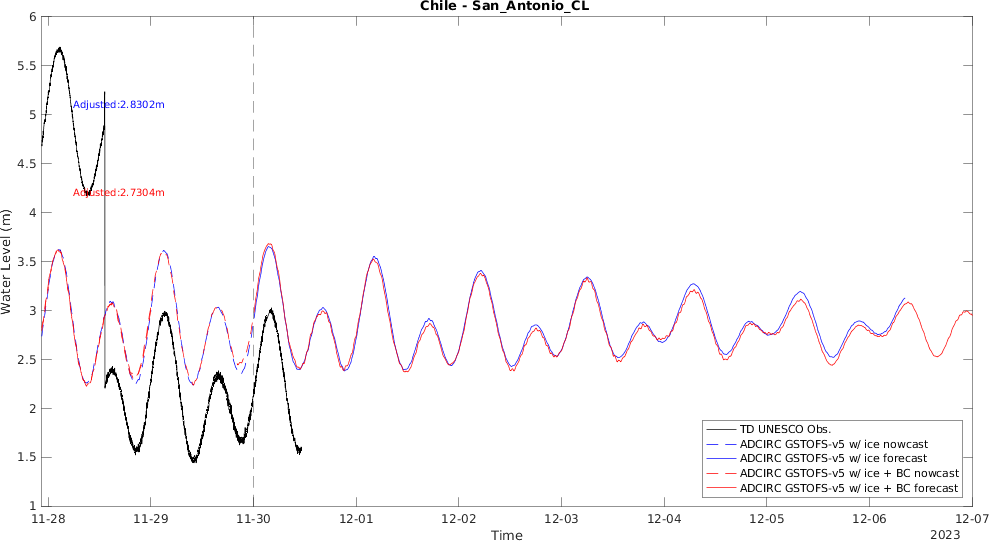 Chile - San_Antonio_CL
6
5.5
5
4.5
4
3.5
3
2.5
2
1.5
1
Water Level (m)
Adjusted:2.8302m
Adjusted:2.7304m
TD UNESCO Obs.
ADCIRC GSTOFS-v5 w/ ice nowcast
ADCIRC GSTOFS-v5 w/ ice forecast
ADCIRC GSTOFS-v5 w/ ice + BC nowcast
ADCIRC GSTOFS-v5 w/ ice + BC forecast
11-28 11-29 11-30 12-01 12-02 12-03 12-04 12-05 12-06 12-07
Time
2023